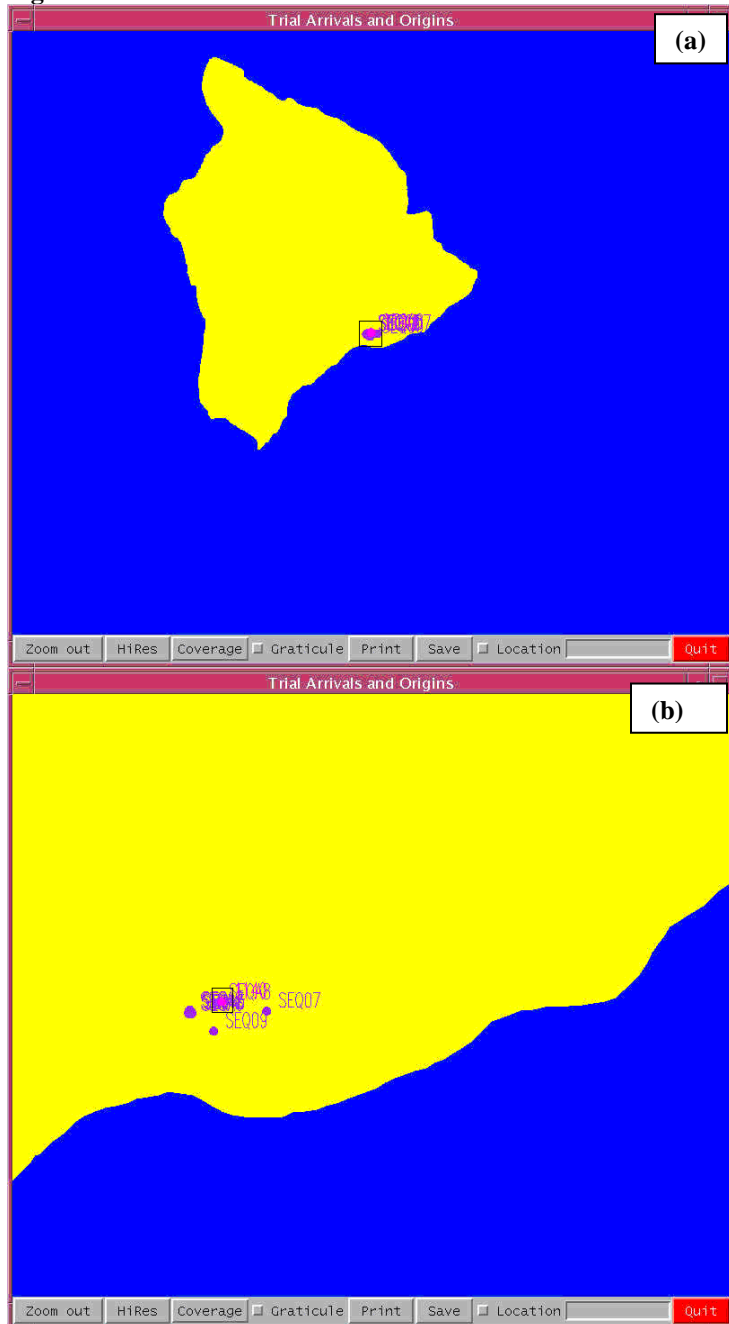 Trial Arrivals and Origins
(a)
Zoom out HiRes Coverage Graticule Print Save Location Quit
Trial Arrivals and Origins
(b)
SEQ07
SEQ09
Zoom out HiRes Coverage Graticule Print Save Location Quit